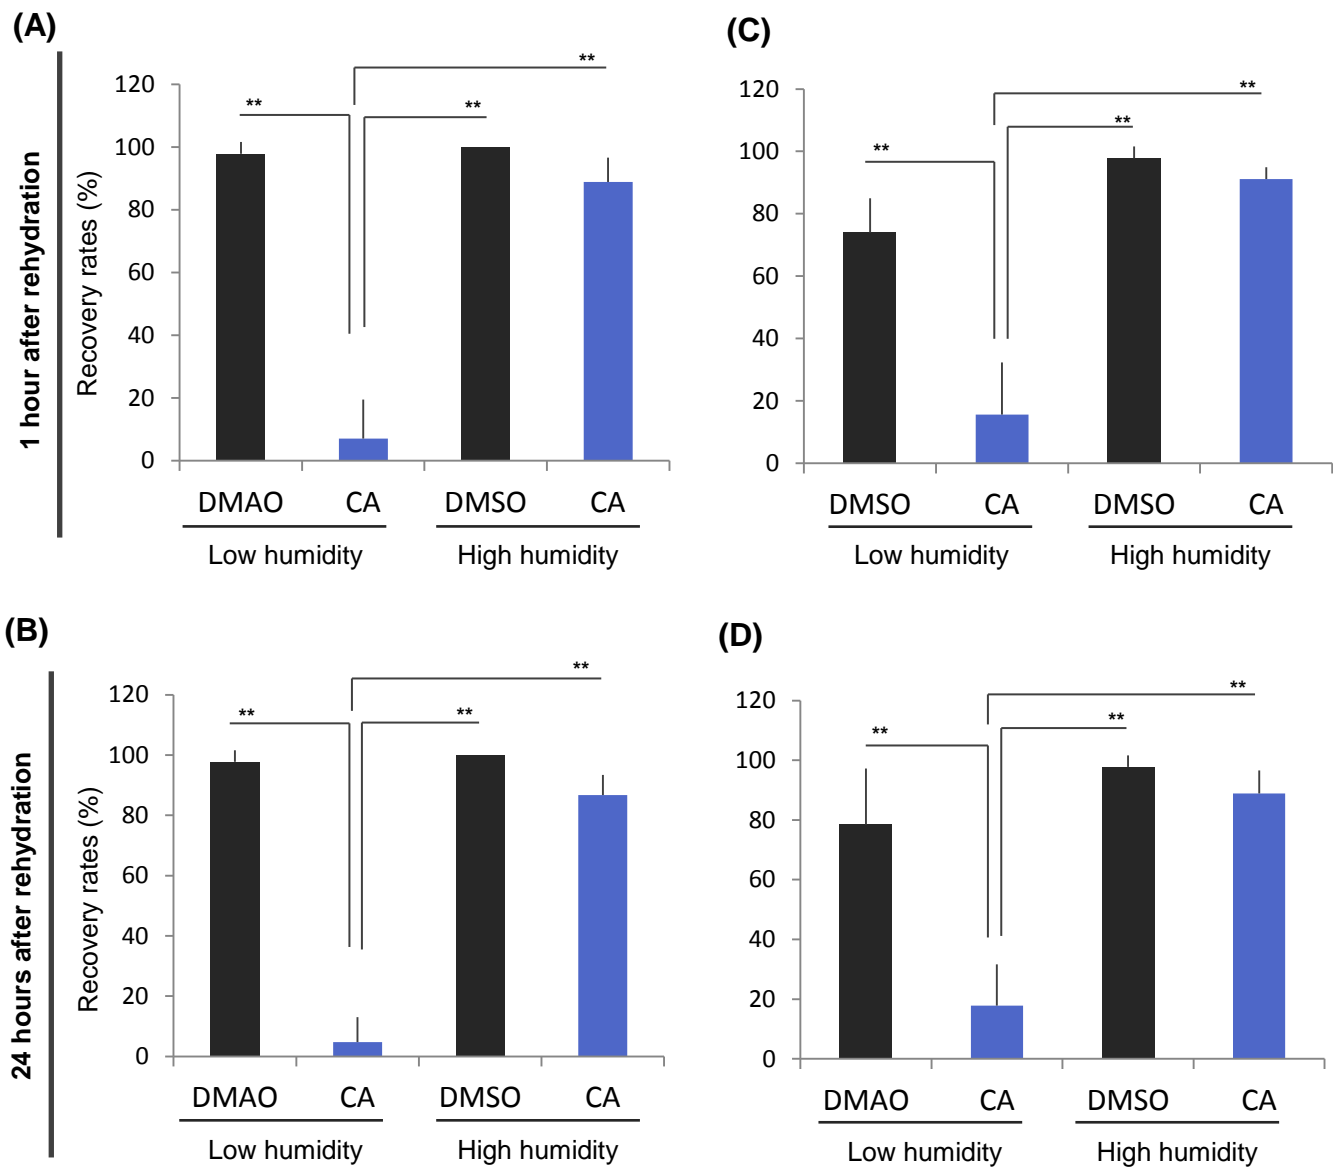 (A)
1 hour after rehydration
Recovery rates (%)
120
100
80
60
40
20
0
**
**
**
DMAO CA DMSO CA
Low humidity High humidity
(C)
120
100
80
60
40
20
0
**
**
**
DMSO CA DMSO CA
Low humidity High humidity
(B)
24 hours after rehydration
Recovery rates (%)
120
100
80
60
40
20
0
**
**
**
DMAO CA DMSO CA
Low humidity High humidity
(D)
120
100
80
60
40
20
0
**
**
**
DMAO CA DMSO CA
Low humidity High humidity